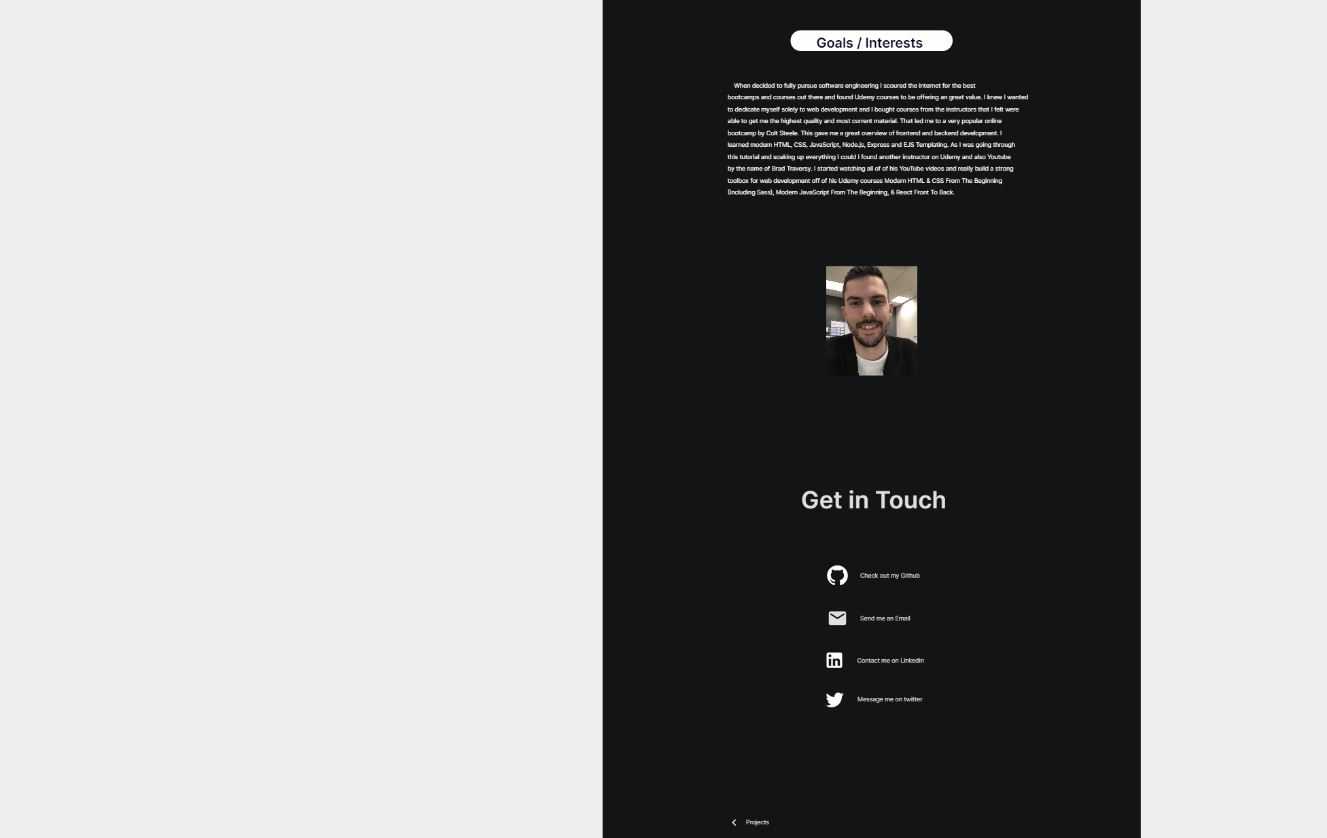 Goals / Interests
When decided to fully pursue software engineering I scoured the internet for the best
bootcamps and courses out there and found Udemy courses to be offering an great value. I knew I wanted
to dedicate myself solely to web development and I bought courses from the instructors that I felt were
able to get me the highest quality and most current material. That led me to a very popular online
bootcamp by Colt Steele. This gave me a great overview of frontend and backend development. I
learned modern HTML, CSS, JavaScript, Node.js, Express and EJS Templating. As I was going through
this tutorial and soaking up everything I could I found another instructor on Udemy and also Youtube
by the name of Brad Traversy. I started watching all of of his YouTube videos and really build a strong
toolbox for web development off of his Udemy courses Modern HTML & CSS From The Beginning
(Including Sass), Modern JavaScript From The Beginning, & React Front To Back.
Get in Touch
Check out my Github
Send me an Email
in
Contact me on Linkedin
Message me on twitter
Projects